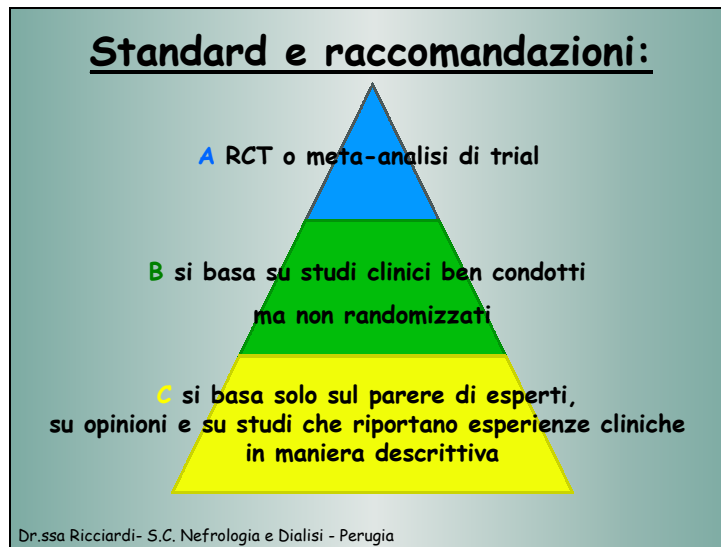 Standard e raccomandazioni:
A RCT o meta-analisi di trial
B si basa su studi clinici ben condotti
ma non randomizzati
C si basa solo sul parere di esperti,
su opinioni e su studi che riportano esperienze cliniche
in maniera descrittiva
Dr.ssa Ricciardi- S.C. Nefrologia e Dialisi - Perugia